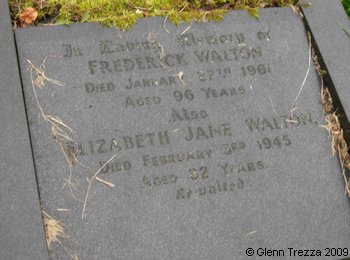 In Loving Memory of
FREDERICK WALTON
DIED JANUARY 27TH 1961
AGED 96 YEARS
ALSO
ELIZABETH JANE WALTON,
DIED FEBRUARY 3RD 1945
AGED 82 YEARS.
Re-united
© Glenn Trezza 2009